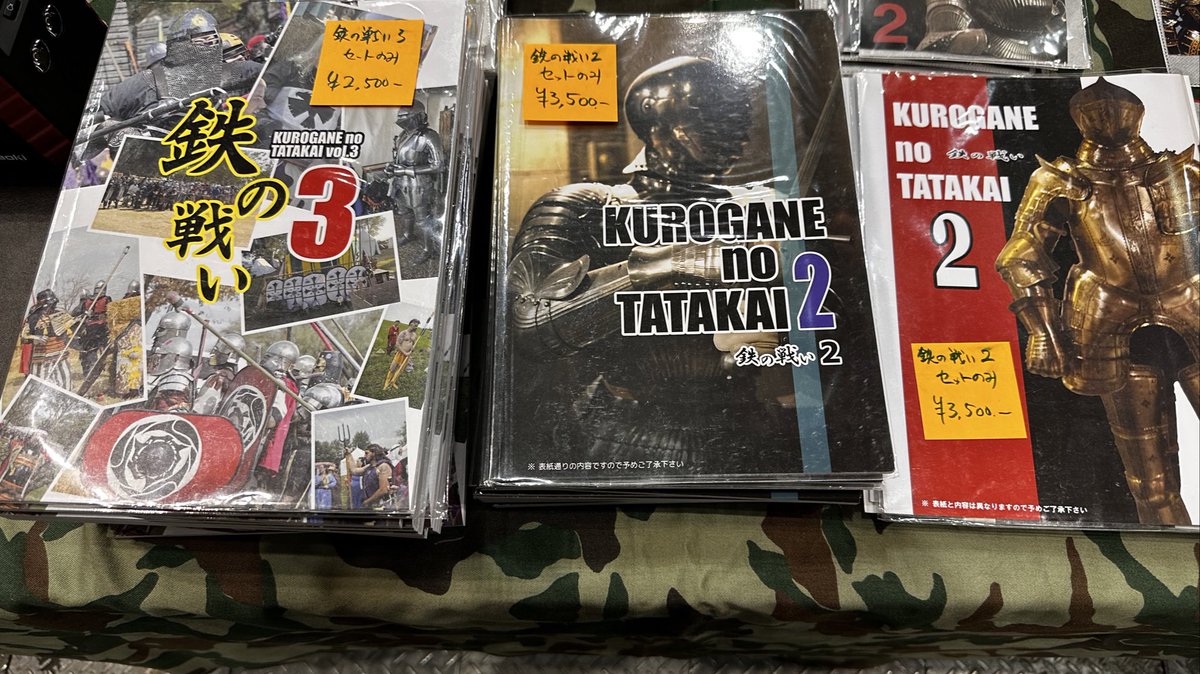 鉄の戦い3
セットのみ
¥2,500-
鉄の戦い
KUROGANE no
TATAKAI vol.3
3
鉄の戦い2
セットのみ
¥3,500-
KUROGANE
no
TATAKAI 2
鉄の戦い 2
※ 表紙通りの内容ですので予めご了承下さい
2
KUROGANE
no 鉄の戦い
TATAKAI
2
鉄の戦い2
セットのみ
¥3,500-
※ 表紙と内容は異なりますので予めご了承下さい